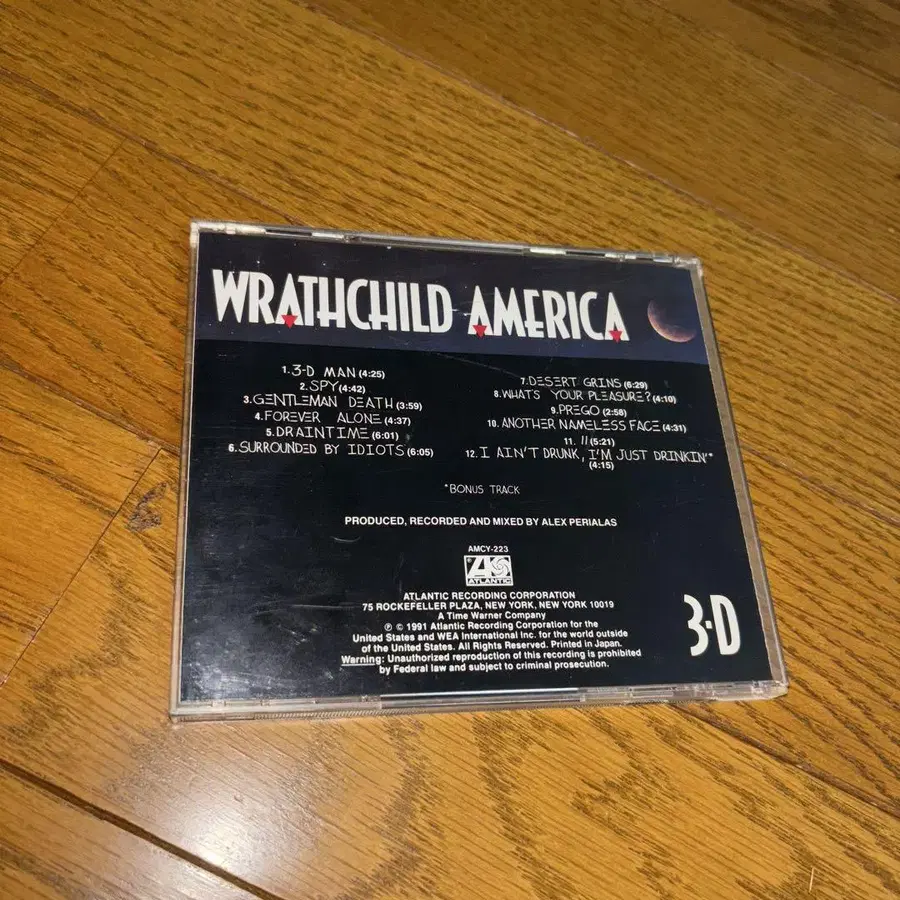 WRATHCHILD AMERICA
1. 3-D MAN (4:25)
2. SPY (4:42)
3. GENTLEMAN DEATH (3:59)
4. FOREVER ALONE (4:37)
5. DRAINTIME (6:01)
6. SURROUNDED BY IDIOTS (6:05)
7. DESERT GRINS (6:29)
8. WHAT'S YOUR PLEASURE? (4:10)
9. PREGO (2:58)
10. ANOTHER NAMELESS FACE (4:31)
11. II (5:21)
12. I AIN'T DRUNK, I'M JUST DRINKIN'*
(4:15)
*BONUS TRACK
PRODUCED, RECORDED AND MIXED BY ALEX PERIALAS
AMCY-223
ATLANTIC
ATLANTIC RECORDING CORPORATION
75 ROCKEFELLER PLAZA, NEW YORK, NEW YORK 10019
A Time Warner Company
℗ © 1991 Atlantic Recording Corporation for the
United States and WEA International Inc. for the world outside
of the United States. All Rights Reserved. Printed in Japan.
Warning: Unauthorized reproduction of this recording is prohibited
by Federal law and subject to criminal prosecution.
3-D